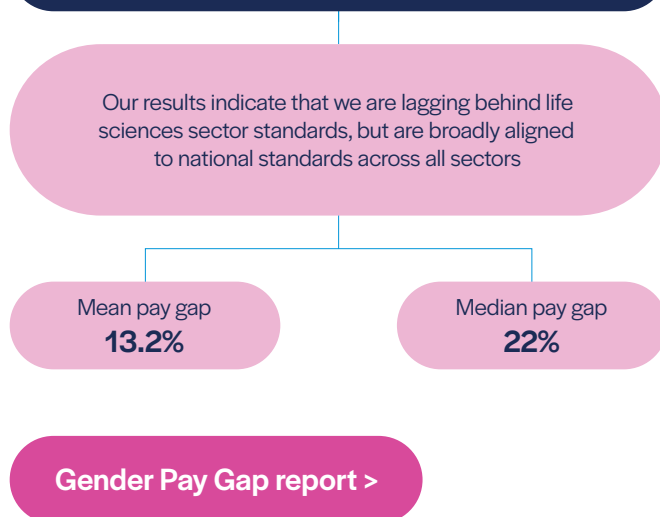 Our results indicate that we are lagging behind life
sciences sector standards, but are broadly aligned
to national standards across all sectors
Mean pay gap
13.2%
Median pay gap
22%
Gender Pay Gap report >